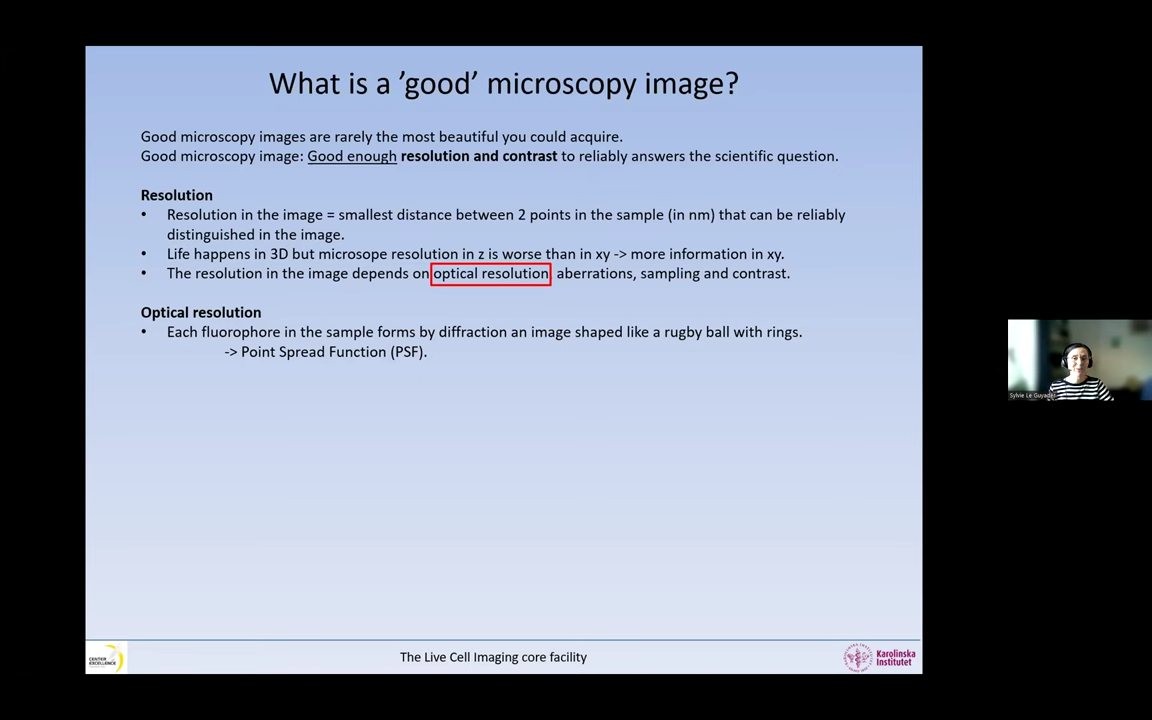 What is a ’good’ microscopy image?
Good microscopy images are rarely the most beautiful you could acquire.
Good microscopy image: Good enough resolution and contrast to reliably answers the scientific question.
Resolution
• Resolution in the image = smallest distance between 2 points in the sample (in nm) that can be reliably
distinguished in the image.
• Life happens in 3D but microsope resolution in z is worse than in xy -> more information in xy.
• The resolution in the image depends on optical resolution, aberrations, sampling and contrast.
Optical resolution
• Each fluorophore in the sample forms by diffraction an image shaped like a rugby ball with rings.
-> Point Spread Function (PSF).
Sylvie Le Guyader
The Live Cell Imaging core facility
Karolinska
Institutet